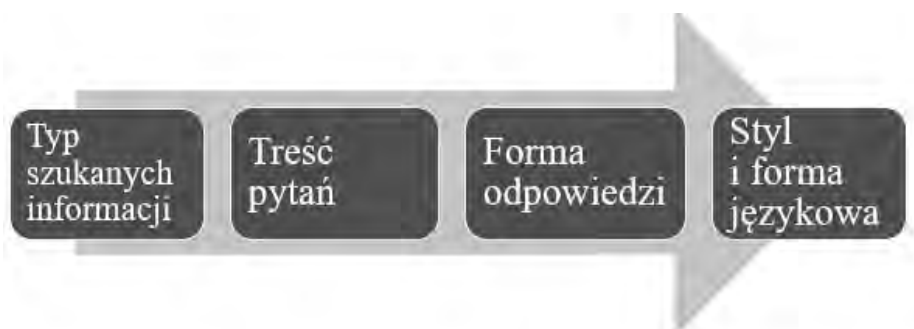 Typ
szukanych
informacji
Treść
pytań
Forma
odpowiedzi
Styl
i forma
językowa